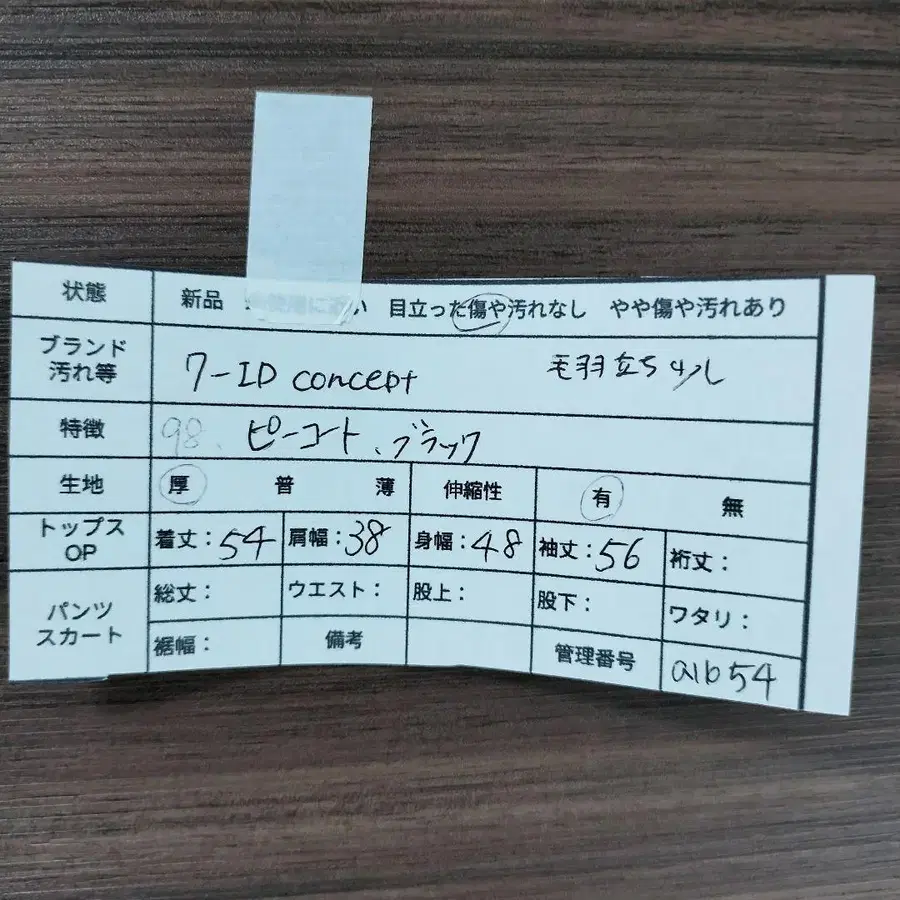 状態 新品 い 目立った傷や汚れなし やや傷や汚れあり
ブランド
汚れ等 7-ID concept 毛羽立ち少し
特徴 98. ピーコート、ブラック
生地 厚 普 薄 伸縮性 有 無
トップス
OP 着丈：54 肩幅：38 身幅：48 袖丈：56 裄丈：
パンツ
スカート 総丈： ウエスト： 股上： 股下： ワタリ：
裾幅： 備考 管理番号 a1b54